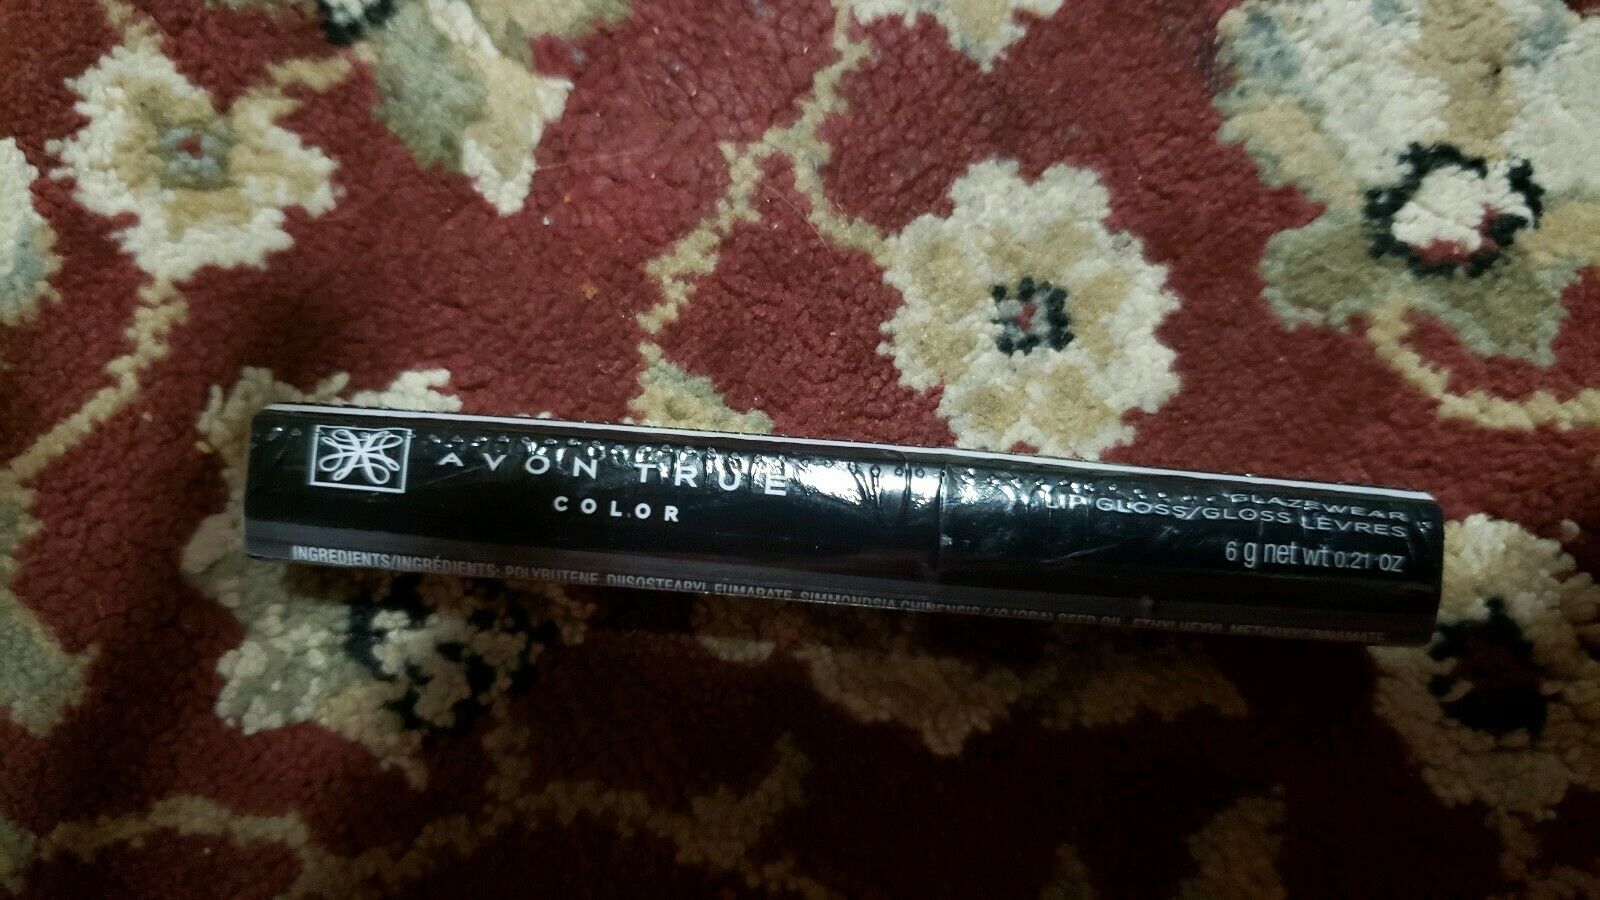 AVON TRUE
COLOR
GLAZEWEAR
LIP GLOSS/GLOSS LÈVRES
6 g net wt 0.21 oz
INGREDIENTS/INGRÉDIENTS: POLYBUTENE, DIISOSTEARYL FUMARATE, SIMMONDSIA CHINENSIS (JOJOBA) SEED OIL, ETHYLHEXYL METHOXYCINNAMATE